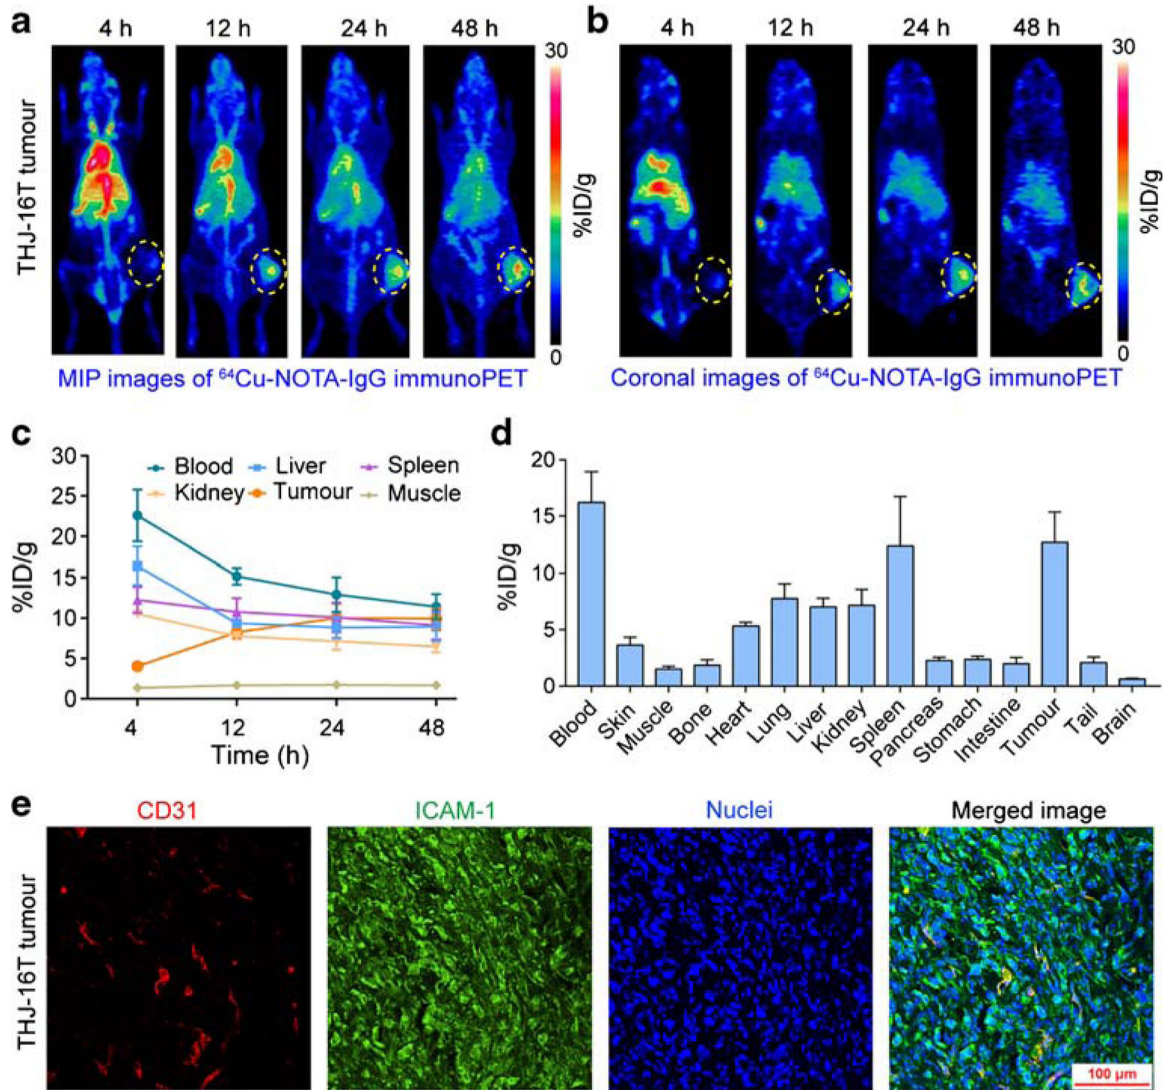 a
4 h 12 h 24 h 48 h
30
%ID/g
0
THJ-16T tumour
MIP images of ⁶⁴Cu-NOTA-IgG immunoPET
b
4 h 12 h 24 h 48 h
30
%ID/g
0
Coronal images of ⁶⁴Cu-NOTA-IgG immunoPET
c
30
25
20
15
10
5
0
%ID/g
Blood Liver Spleen
Kidney Tumour Muscle
4 12 24 48
Time (h)
d
20
15
10
5
0
%ID/g
Blood
Skin
Muscle
Bone
Heart
Lung
Liver
Kidney
Spleen
Pancreas
Stomach
Intestine
Tumour
Tail
Brain
e
CD31 ICAM-1 Nuclei Merged image
THJ-16T tumour
100 µm